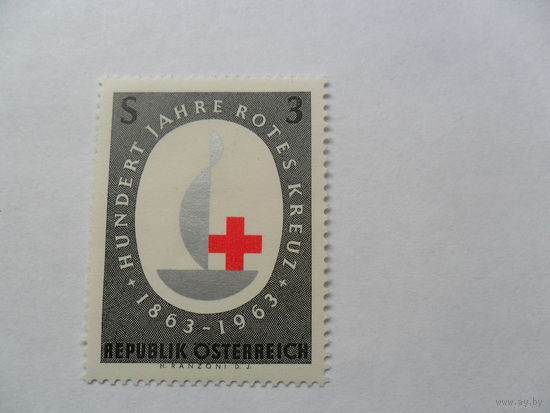 S 3
HUNDERT JAHRE ROTES KREUZ
+ 1863-1963 +
REPUBLIK ÖSTERREICH
H. RANZONI D. J.
www.ay.by